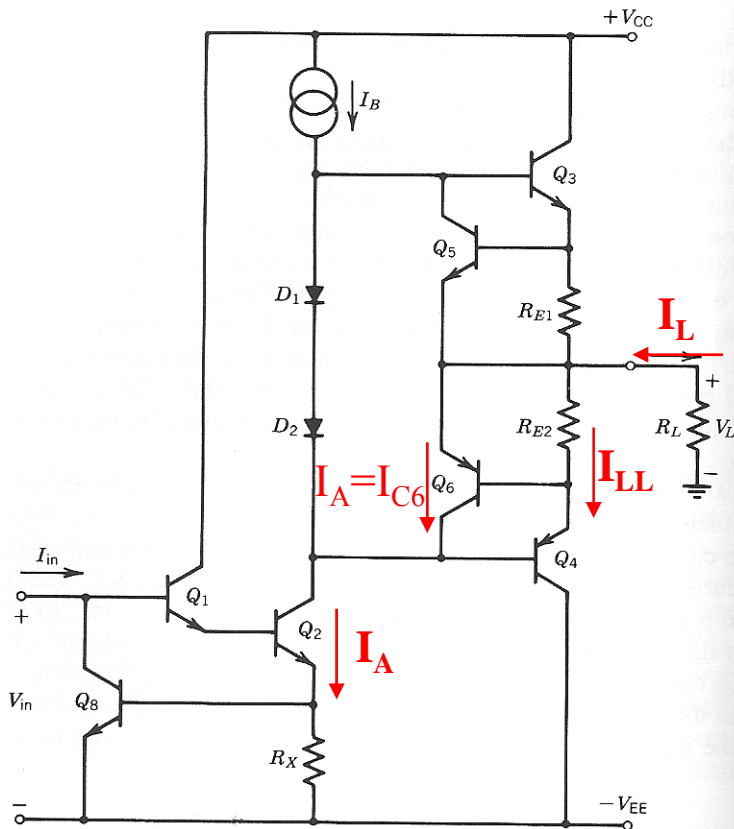 +V_CC
I_B
Q_3
Q_5
D_1
R_E1
I_L
+
D_2
R_E2
R_L
V_L
I_A=I_C6
Q_6
I_LL
−
I_in
Q_4
+
Q_1
Q_2
I_A
V_in
Q_8
R_X
−
−V_EE